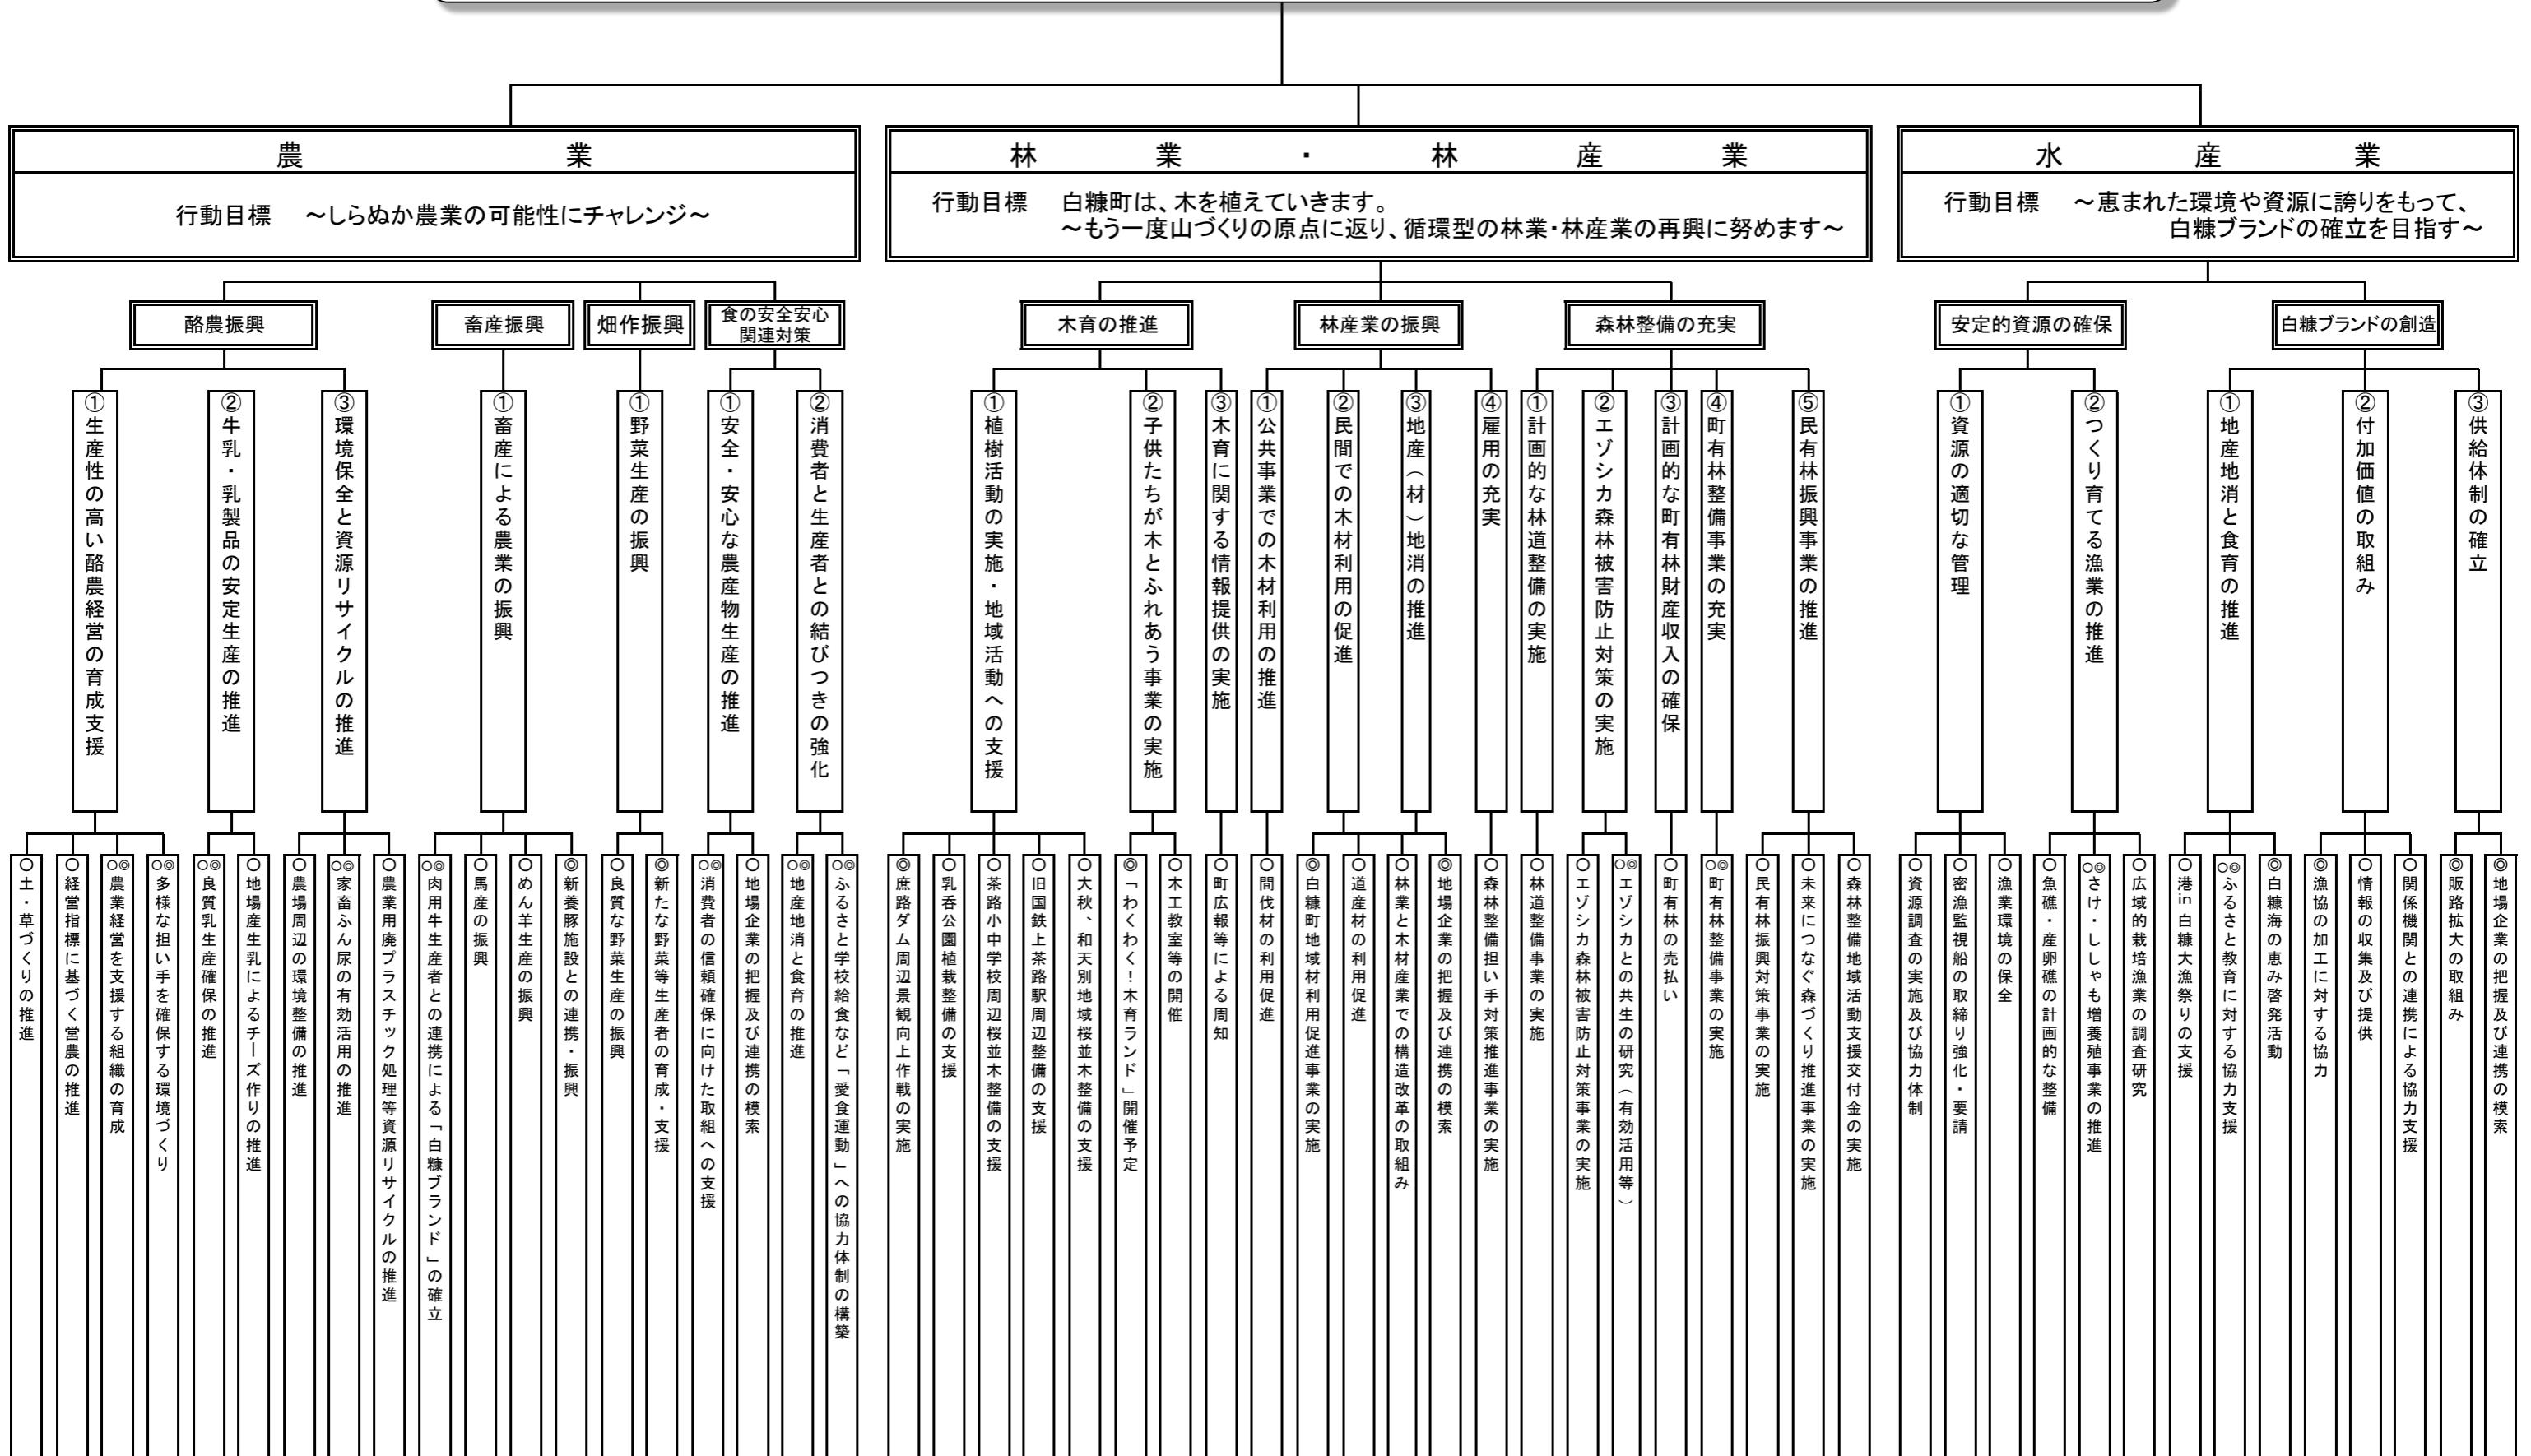 農業
行動目標 ～しらぬか農業の可能性にチャレンジ～
林業・林産業
行動目標 白糠町は、木を植えていきます。
～もう一度山づくりの原点に返り、循環型の林業・林産業の再興に努めます～
水産業
行動目標 ～恵まれた環境や資源に誇りをもって、
白糠ブランドの確立を目指す～
酪農振興
畜産振興
畑作振興
食の安全安心
関連対策
木育の推進
林産業の振興
森林整備の充実
安定的資源の確保
白糠ブランドの創造
①生産性の高い酪農経営の育成支援
②牛乳・乳製品の安定生産の推進
③環境保全と資源リサイクルの推進
①畜産による農業の振興
①野菜生産の振興
①安全・安心な農産物生産の推進
②消費者と生産者との結びつきの強化
①植樹活動の実施・地域活動への支援
②子供たちが木とふれあう事業の実施
③木育に関する情報提供の実施
①公共事業での木材利用の推進
②民間での木材利用の促進
③地産（材）地消の推進
④雇用の充実
①計画的な林道整備の実施
②エゾシカ森林被害防止対策の実施
③計画的な町有林財産収入の確保
④町有林整備事業の充実
⑤民有林振興事業の推進
①資源の適切な管理
②つくり育てる漁業の推進
①地産地消と食育の推進
②付加価値の取組み
③供給体制の確立
○土・草づくりの推進
○経営指標に基づく営農の推進
○◎農業経営を支援する組織の育成
○◎多様な担い手を確保する環境づくり
○◎良質乳生産確保の推進
○地場産生乳によるチーズ作りの推進
○農場周辺の環境整備の推進
○◎家畜ふん尿の有効活用の推進
○農業用廃プラスチック処理等資源リサイクルの推進
○◎肉用牛生産者との連携による「白糠ブランド」の確立
○馬産の振興
○めん羊生産の振興
◎新養豚施設との連携・振興
○良質な野菜生産の振興
◎新たな野菜等生産者の育成・支援
○◎消費者の信頼確保に向けた取組への支援
○地場企業の把握及び連携の模索
○◎地産地消と食育の推進
○◎ふるさと学校給食など「愛食運動」への協力体制の構築
◎庶路ダム周辺景観向上作戦の実施
○乳呑公園植栽整備の支援
○茶路小中学校周辺桜並木整備の支援
○旧国鉄上茶路駅周辺整備の支援
○大秋、和天別地域桜並木整備の支援
◎「わくわく！木育ランド」開催予定
○木工教室等の開催
○町広報等による周知
○間伐材の利用促進
◎白糠町地域材利用促進事業の実施
○道産材の利用促進
○林業と木材産業での構造改革の取組み
◎地場企業の把握及び連携の模索
○森林整備担い手対策推進事業の実施
○林道整備事業の実施
○エゾシカ森林被害防止対策事業の実施
○◎エゾシカとの共生の研究（有効活用等）
○町有林の売払い
○◎町有林整備事業の実施
○民有林振興対策事業の実施
○未来につなぐ森づくり推進事業の実施
○森林整備地域活動支援交付金の実施
○資源調査の実施及び協力体制
○密漁監視船の取締り強化・要請
○漁業環境の保全
○魚礁・産卵礁の計画的な整備
○◎さけ・ししゃも増養殖事業の推進
○広域的栽培漁業の調査研究
○港in白糠大漁祭りの支援
○◎ふるさと教育に対する協力支援
◎白糠海の恵み啓発活動
◎漁協の加工に対する協力
○情報の収集及び提供
○関係機関との連携による協力支援
◎販路拡大の取組み
◎地場企業の把握及び連携の模索